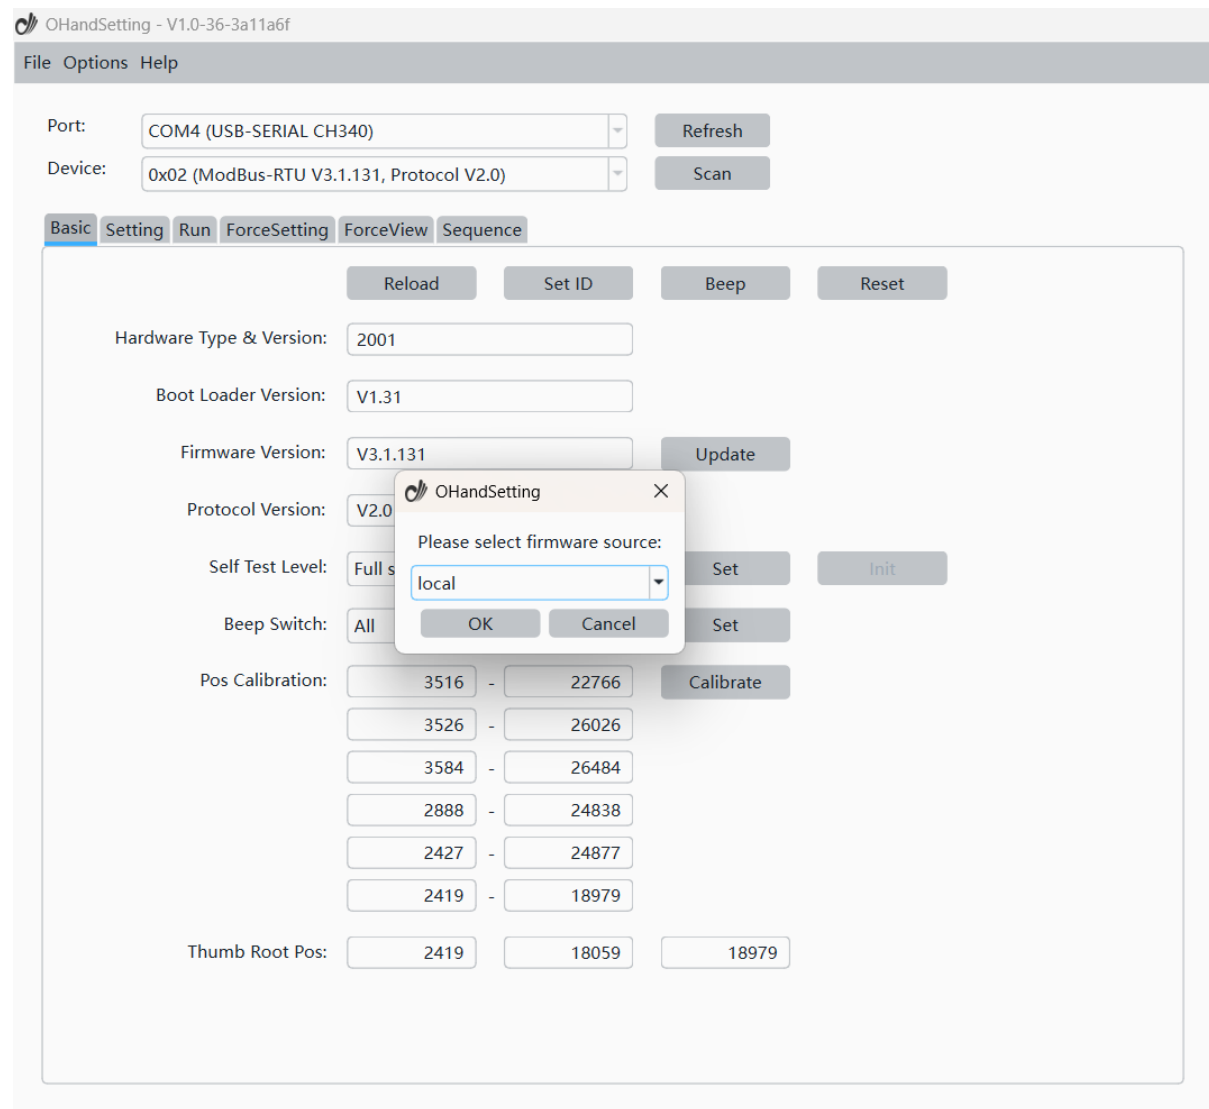 OHandSetting - V1.0-36-3a11a6f
File Options Help
Port: COM4 (USB-SERIAL CH340) Refresh
Device: 0x02 (ModBus-RTU V3.1.131, Protocol V2.0) Scan
Basic Setting Run ForceSetting ForceView Sequence
Reload Set ID Beep Reset
Hardware Type & Version: 2001
Boot Loader Version: V1.31
Firmware Version: V3.1.131 Update
OHandSetting
Protocol Version: V2.0
Please select firmware source:
Self Test Level: Full s Set Init
local
Beep Switch: All Set
OK Cancel
Pos Calibration: 3516 - 22766 Calibrate
3526 - 26026
3584 - 26484
2888 - 24838
2427 - 24877
2419 - 18979
Thumb Root Pos: 2419 18059 18979